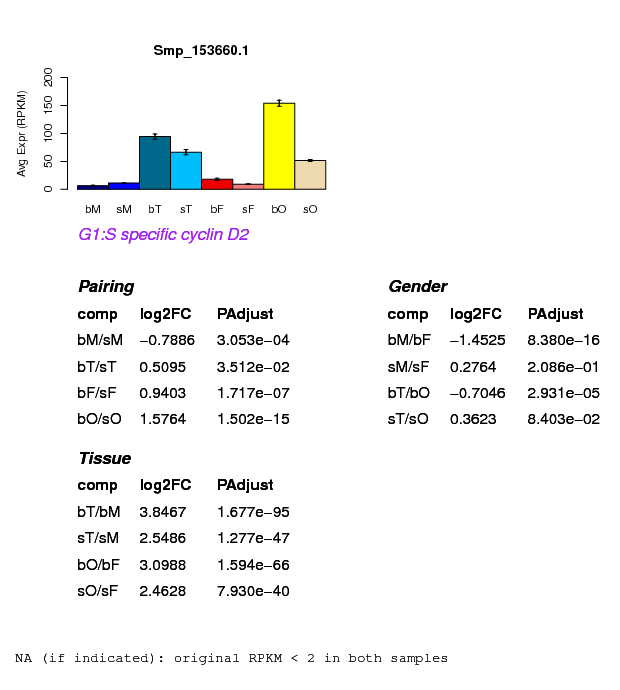 Smp_153660.1
Avg Expr (RPKM)
0 50 100 150 200
bM sM bT sT bF sF bO sO
G1:S specific cyclin D2
Pairing
comp log2FC PAdjust
bM/sM −0.7886 3.053e−04
bT/sT 0.5095 3.512e−02
bF/sF 0.9403 1.717e−07
bO/sO 1.5764 1.502e−15
Gender
comp log2FC PAdjust
bM/bF −1.4525 8.380e−16
sM/sF 0.2764 2.086e−01
bT/bO −0.7046 2.931e−05
sT/sO 0.3623 8.403e−02
Tissue
comp log2FC PAdjust
bT/bM 3.8467 1.677e−95
sT/sM 2.5486 1.277e−47
bO/bF 3.0988 1.594e−66
sO/sF 2.4628 7.930e−40
NA (if indicated): original RPKM < 2 in both samples